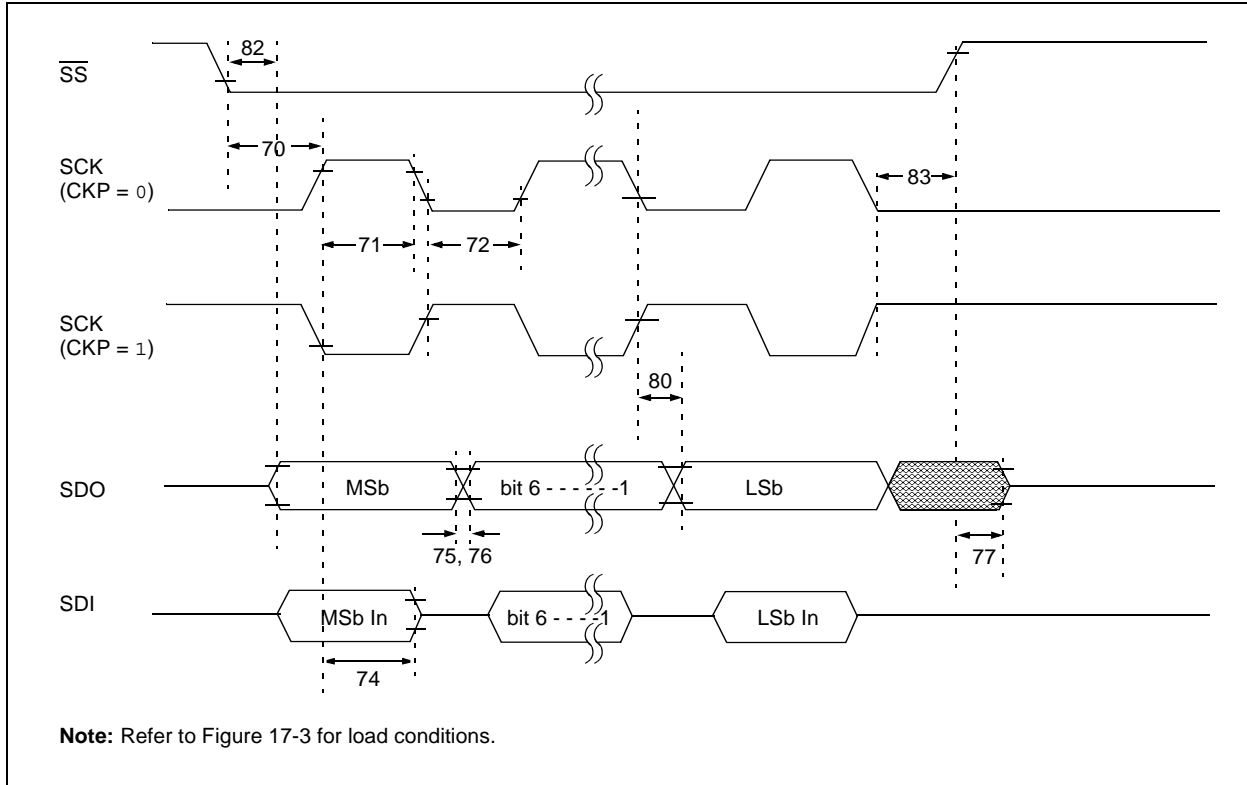 82
SS
70
SCK
(CKP = 0)
83
71
72
SCK
(CKP = 1)
80
SDO
MSb
bit 6 - - - - - -1
LSb
75, 76
77
SDI
MSb In
bit 6 - - - -1
LSb In
74
Note: Refer to Figure 17-3 for load conditions.